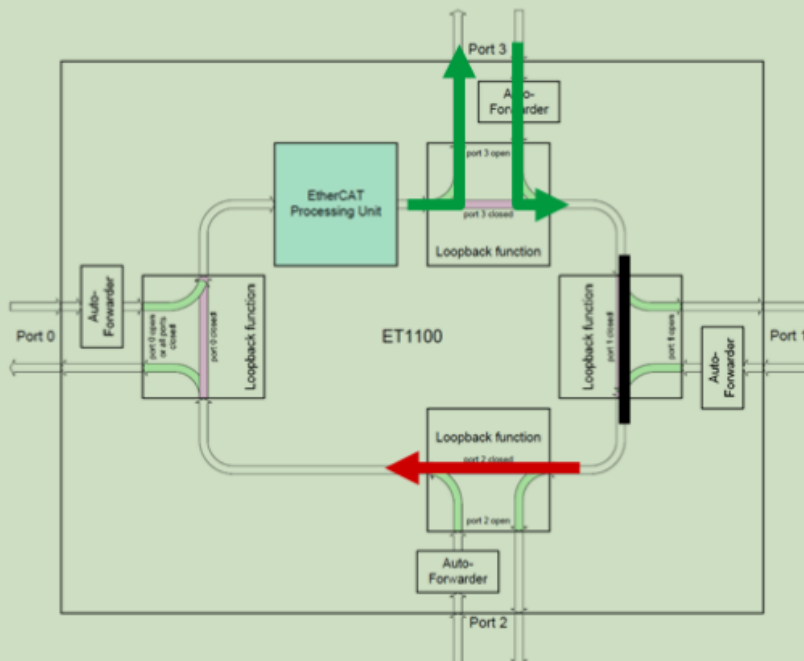 Port 3
Auto-
Forwarder
port 3 open
EtherCAT
Processing Unit
port 3 closed
Loopback function
Auto-
Forwarder
port 0 open
or all ports
closed
port 0 closed
Loopback function
Port 0
ET1100
Loopback function
port 1 closed
port 1 open
Auto-
Forwarder
Port 1
Loopback function
port 2 closed
port 2 open
Auto-
Forwarder
Port 2